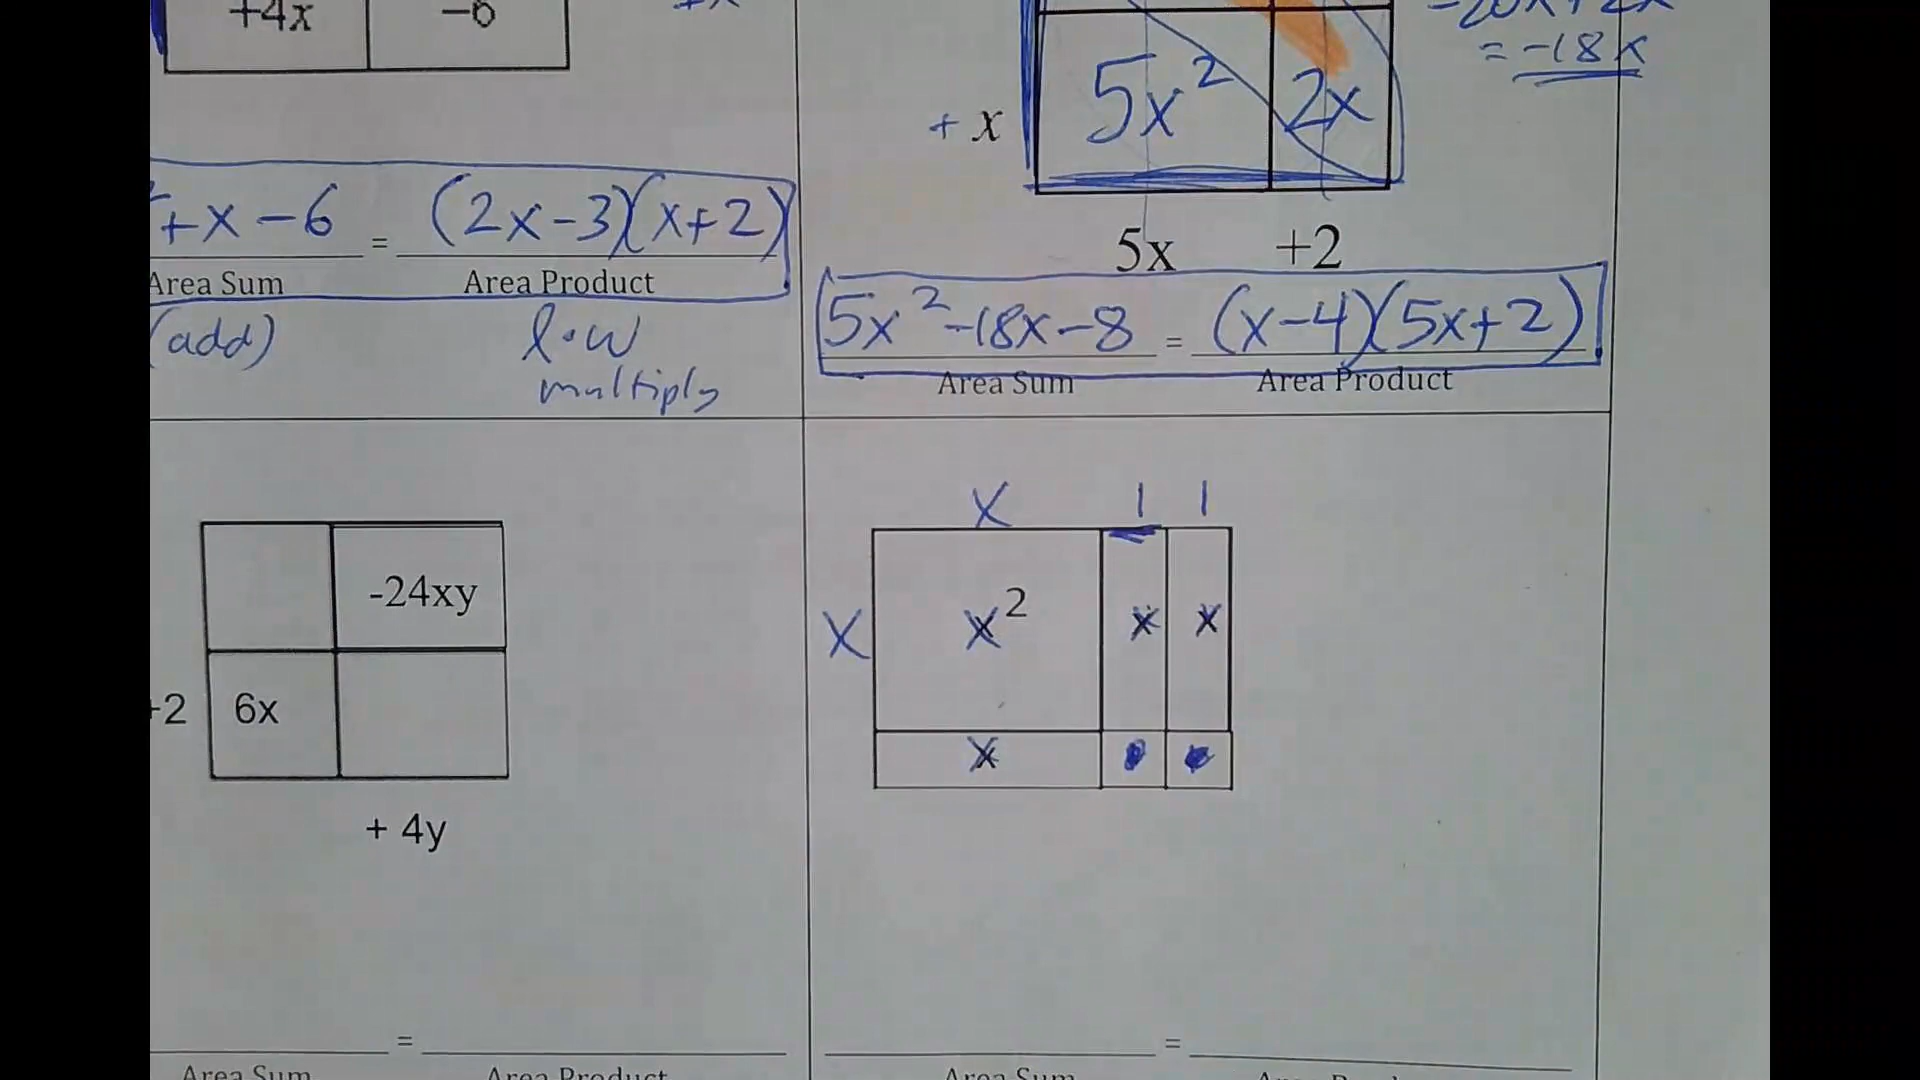 +4x -6
= -18x
+ x 5x² 2x
5x +2
+x-6 = (2x-3)(x+2)
Area Sum Area Product
(add) l·w
multiply
5x²-18x-8 = (x-4)(5x+2)
Area Sum Area Product
-24xy
+2 6x
+ 4y
x 1 1
x x² x x
x
= 
Area Sum Area Product
=
Area Sum